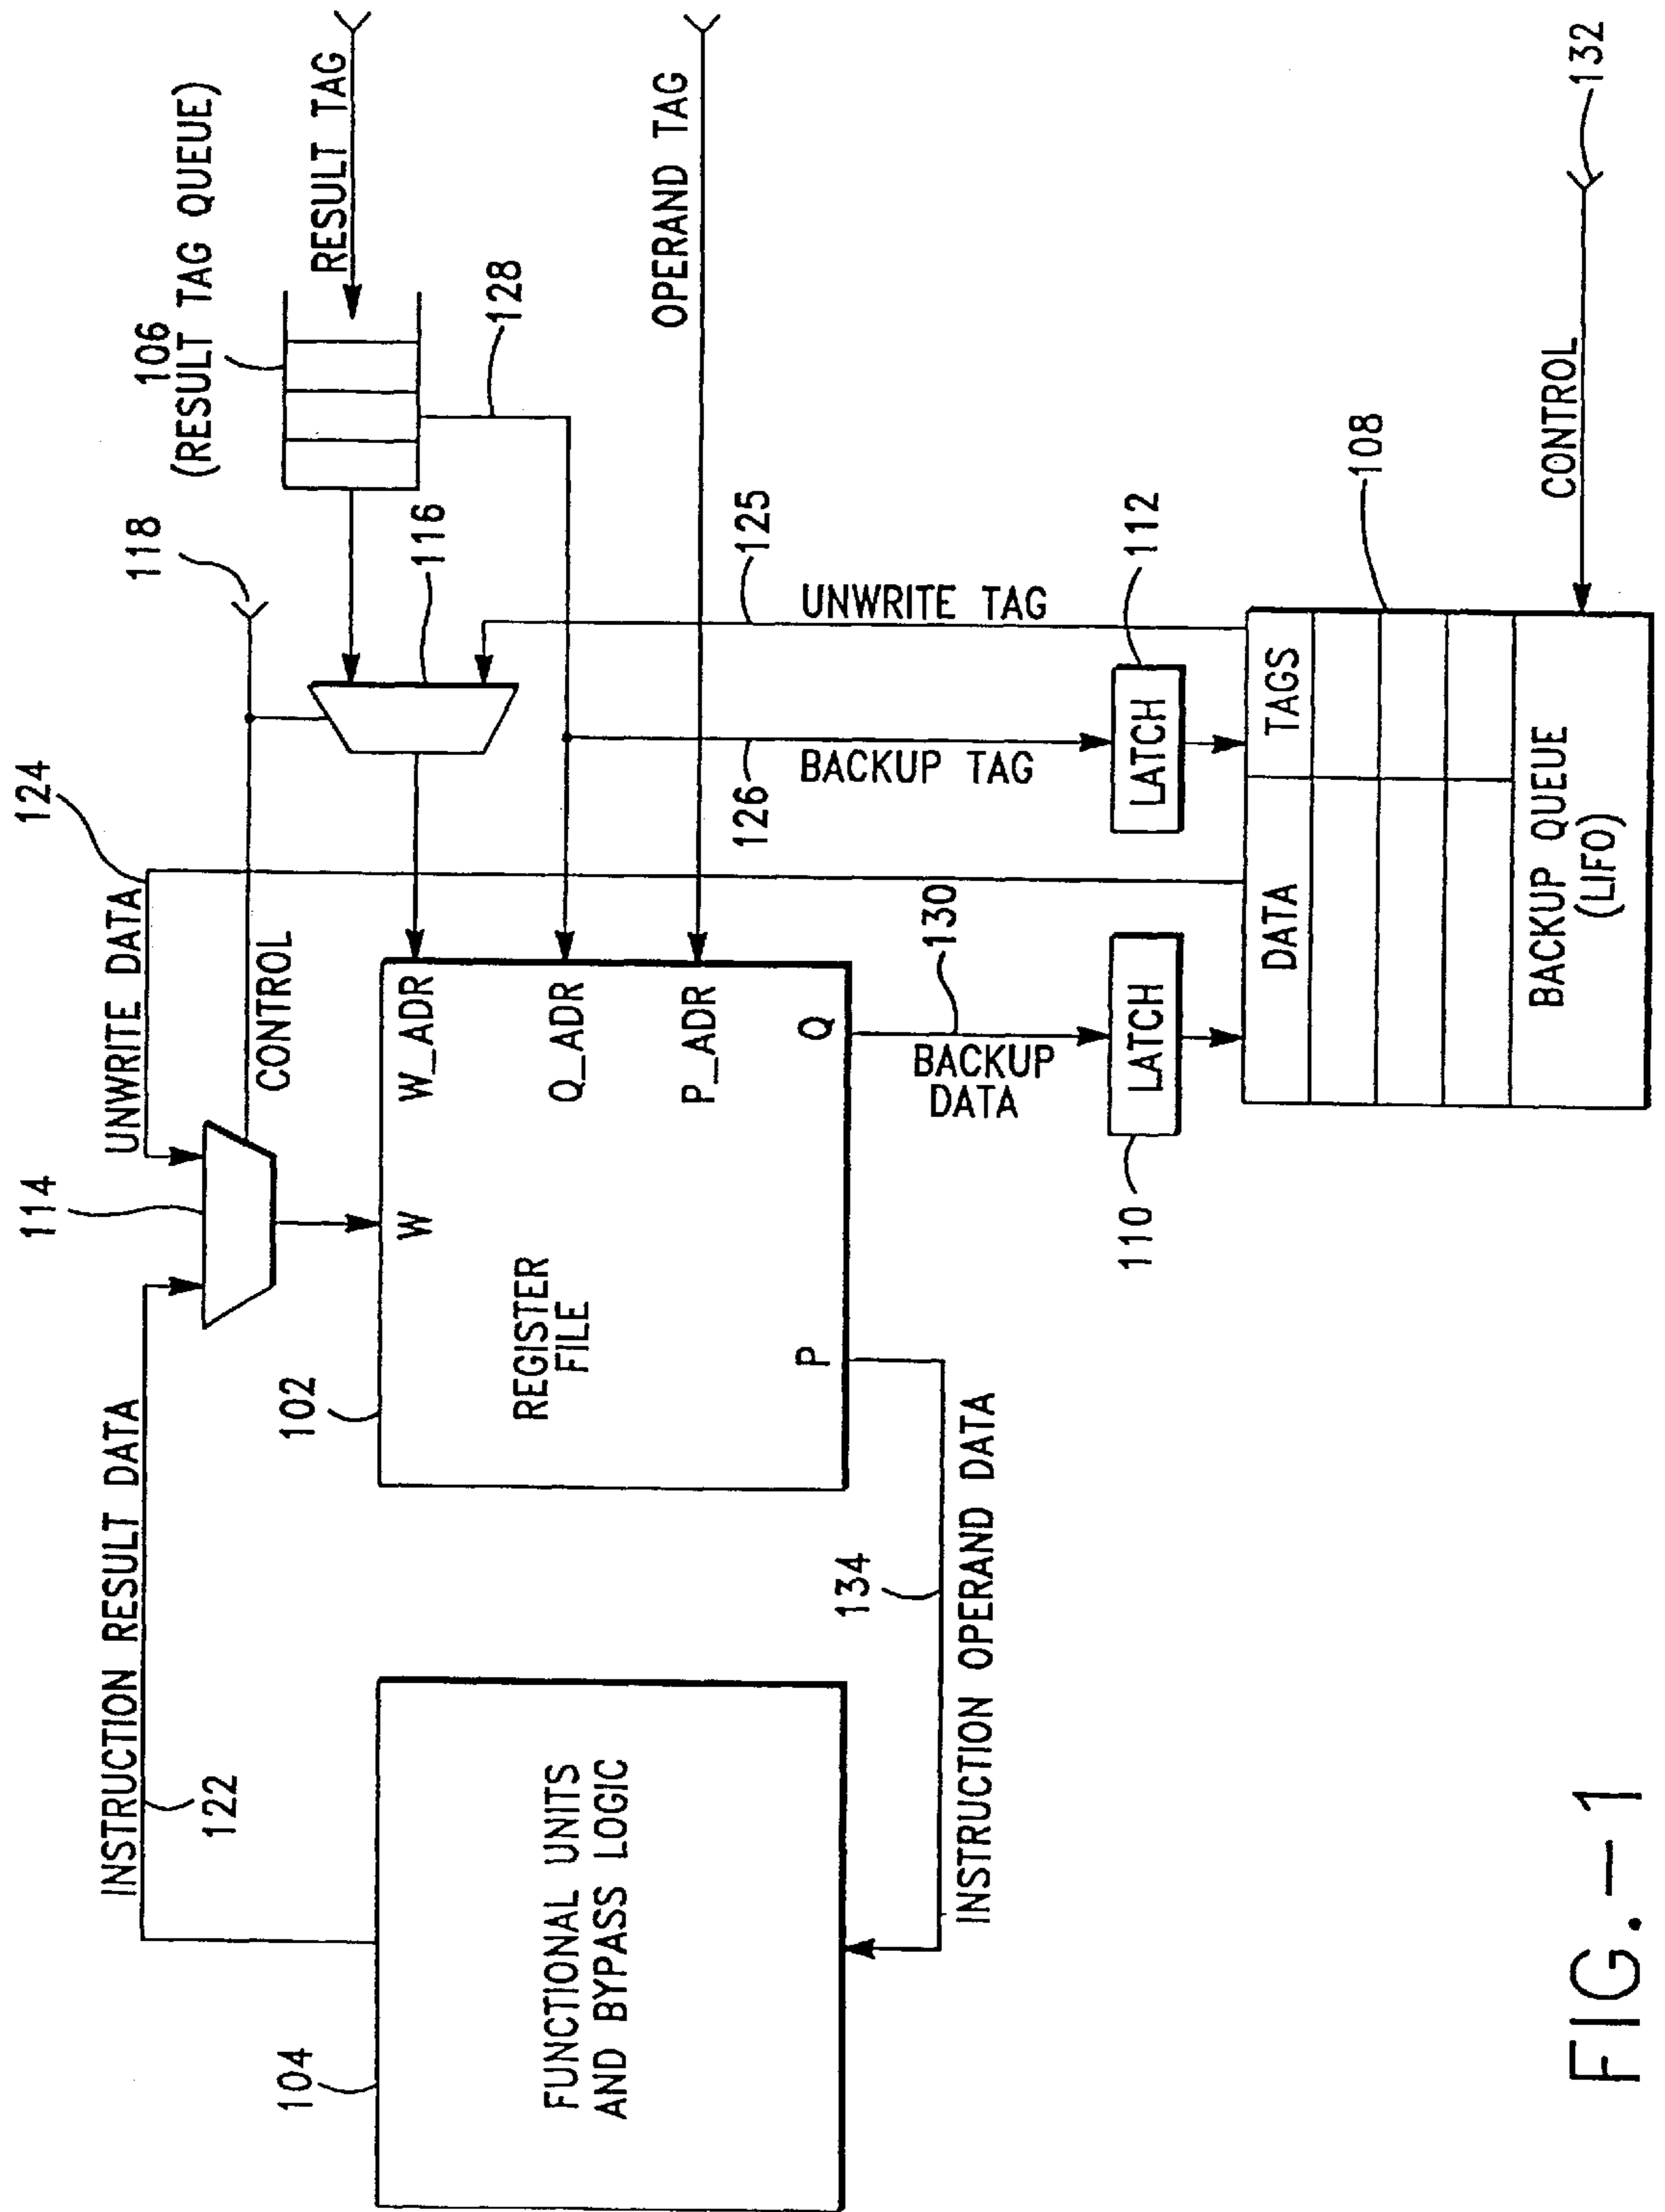 124
118
106
(RESULT TAG QUEUE)
114
UNWRITE DATA
CONTROL
RESULT TAG
INSTRUCTION RESULT DATA
122
116
128
104
FUNCTIONAL UNITS
AND BYPASS LOGIC
102
REGISTER
FILE
W
W_ADR
Q_ADR
P_ADR
P
Q
OPERAND TAG
134
INSTRUCTION OPERAND DATA
130
BACKUP
DATA
126
BACKUP TAG
UNWRITE TAG
125
110
LATCH
LATCH
112
DATA
TAGS
108
BACKUP QUEUE
(LIFO)
CONTROL
132
FIG.-1